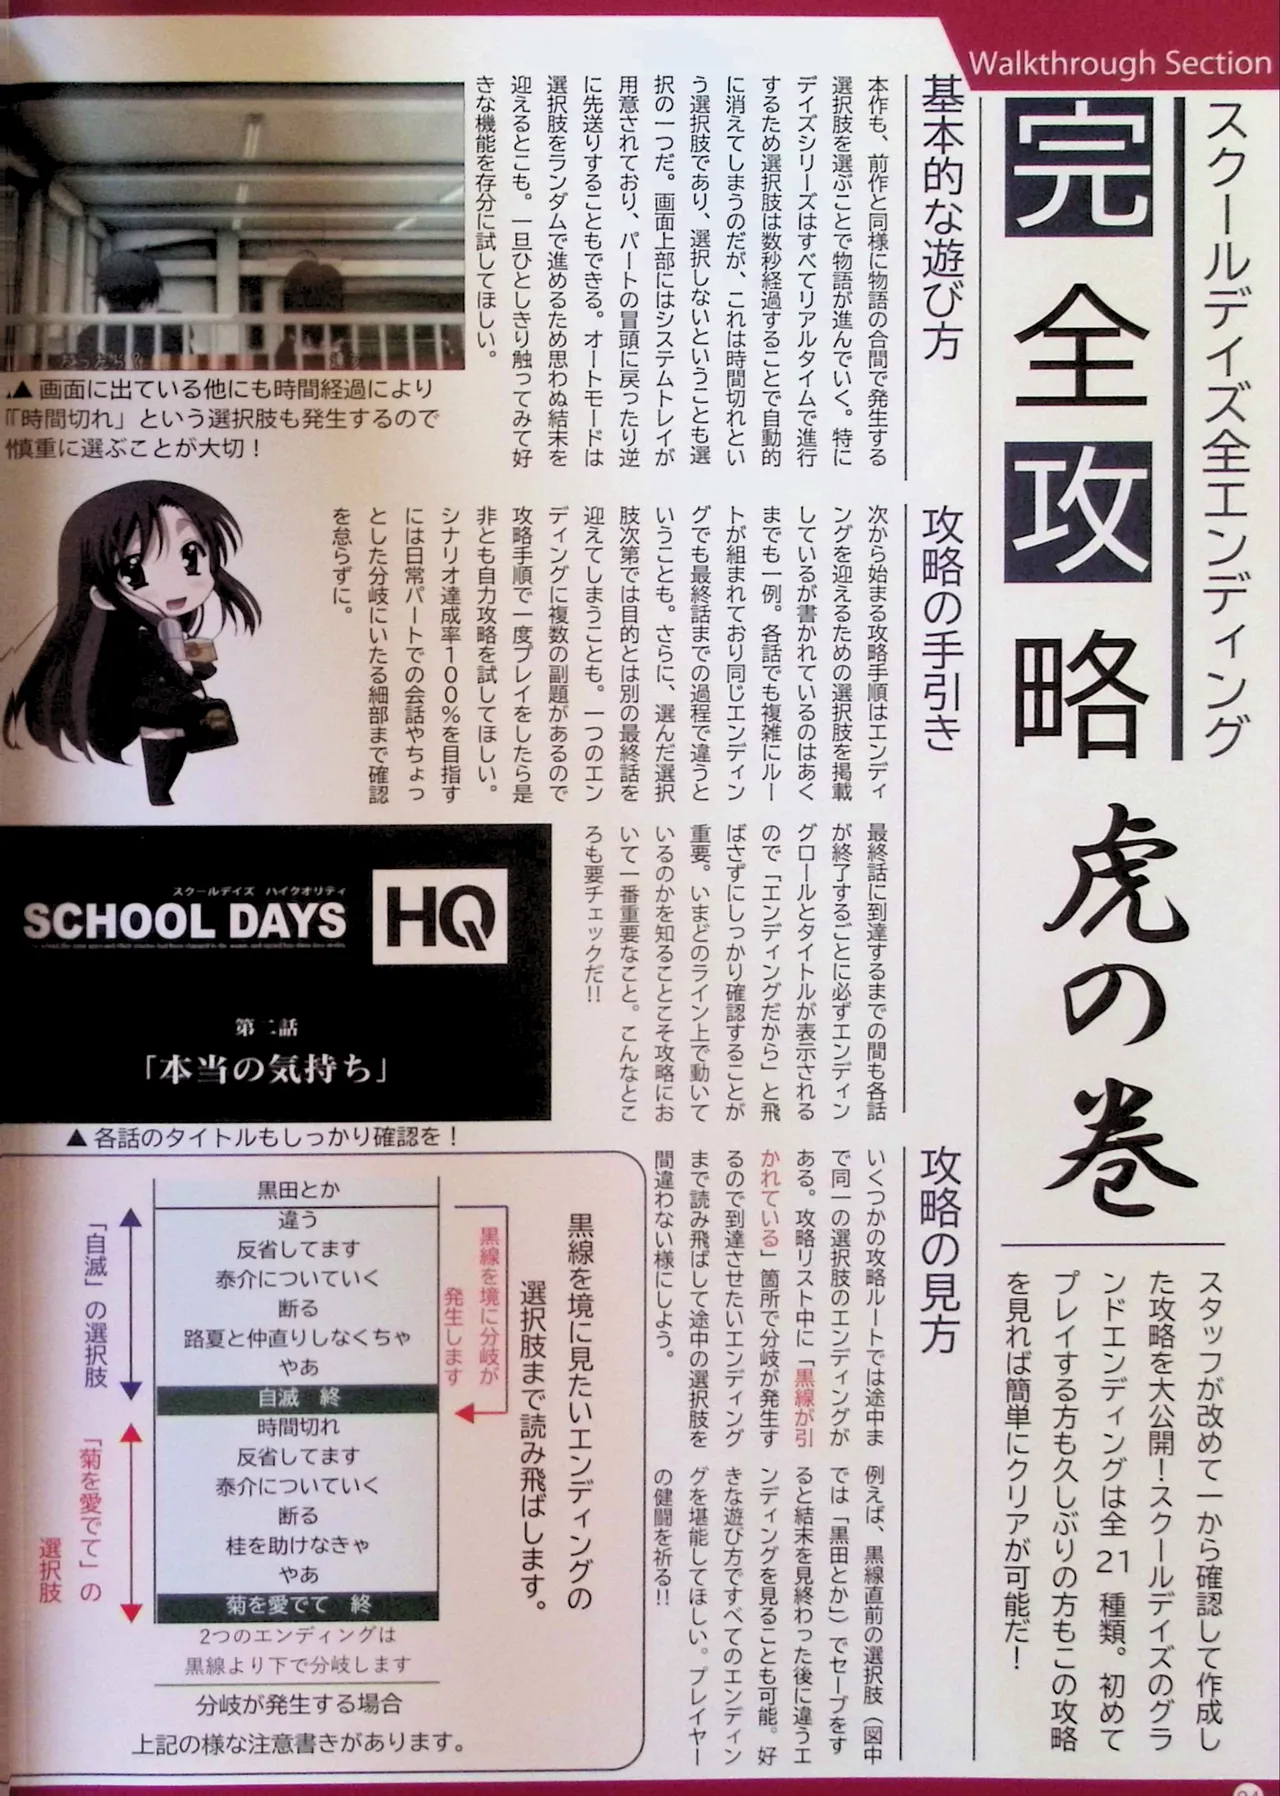 Walkthrough Section
スクールデイズ全エンディング
完全攻略虎の巻
スタッフが改めて一から確認して作成し
た攻略を大公開！スクールデイズのグラ
ンドエンディングは全 21 種類。初めて
プレイする方も久しぶりの方もこの攻略
を見れば簡単にクリアが可能だ！
基本的な遊び方
本作も、前作と同様に物語の合間で発生する
選択肢を選ぶことで物語が進んでいく。特に
デイズシリーズはすべてリアルタイムで進行
するため選択肢は数秒経過することで自動的
に消えてしまうのだが、これは時間切れとい
う選択肢であり、選択しないということも選
択の一つだ。画面上部にはシステムトレイが
用意されており、パートの冒頭に戻ったり逆
に先送りすることもできる。オートモードは
選択肢をランダムで進めるため思わぬ結末を
迎えるとこも。一旦ひとしきり触ってみて好
きな機能を存分に試してほしい。
▲ 画面に出ている他にも時間経過により
「「時間切れ」という選択肢も発生するので
慎重に選ぶことが大切！
攻略の手引き
次から始まる攻略手順はエンディ
ングを迎えるための選択肢を掲載
しているが書かれているのはあく
までも一例。各話でも複雑にルー
トが組まれており同じエンディン
グでも最終話までの過程で違うと
いうことも。さらに、選んだ選択
肢次第では目的とは別の最終話を
迎えてしまうことも。一つのエン
ディングに複数の副題があるので
攻略手順で一度プレイをしたら是
非とも自力攻略を試してほしい。
シナリオ達成率100％を目指す
には日常パートでの会話やちょっ
とした分岐にいたる細部まで確認
を怠らずに。
最終話に到達するまでの間も各話
が終了するごとに必ずエンディン
グロールとタイトルが表示される
ので「エンディングだから」と飛
ばさずにしっかり確認することが
重要。いまどのライン上で動いて
いるのかを知ることこそ攻略にお
いて一番重要なこと。こんなとこ
ろも要チェックだ!!
スクールデイズ ハイクオリティ
SCHOOL DAYS HQ
第二話
「本当の気持ち」
▲ 各話のタイトルもしっかり確認を！
攻略の見方
いくつかの攻略ルートでは途中ま
で同一の選択肢のエンディングが
ある。攻略リスト中に「黒線が引
かれている」箇所で分岐が発生す
るので到達させたいエンディング
まで読み飛ばして途中の選択肢を
間違わない様にしよう。
例えば、黒線直前の選択肢（図中
では「黒田とか」）でセーブをす
ると結末を見終わった後に違うエ
ンディングを見ることも可能。好
きな遊び方ですべてのエンディン
グを堪能してほしい。プレイヤー
の健闘を祈る!!
黒線を境に見たいエンディングの
選択肢まで読み飛ばします。
黒線を境に分岐が
発生します
黒田とか
違う
反省してます
泰介についていく
断る
路夏と仲直りしなくちゃ
やあ
自滅　終
時間切れ
反省してます
泰介についていく
断る
桂を助けなきゃ
やあ
菊を愛でて　終
「自滅」の選択肢
「菊を愛でて」の
選択肢
2つのエンディングは
黒線より下で分岐します
分岐が発生する場合
上記の様な注意書きがあります。